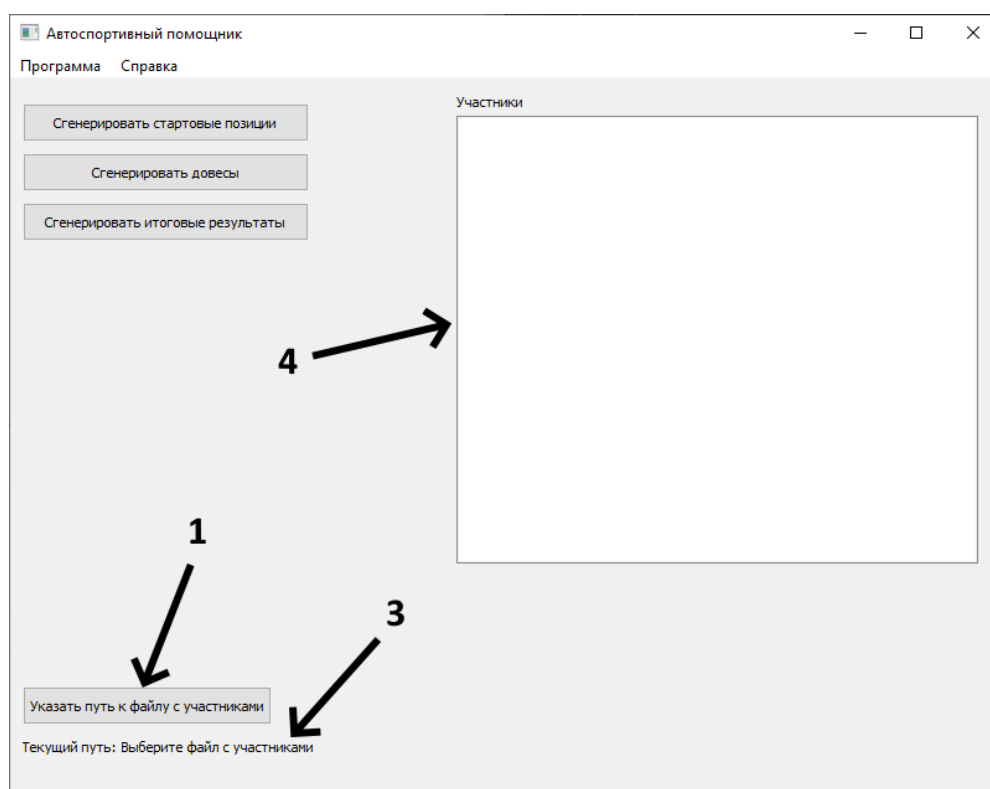 Автоспортивный помощник
Программа Справка
Участники
Сгенерировать стартовые позиции
Сгенерировать довесы
Сгенерировать итоговые результаты
4
1
3
Указать путь к файлу с участниками
Текущий путь: Выберите файл с участниками